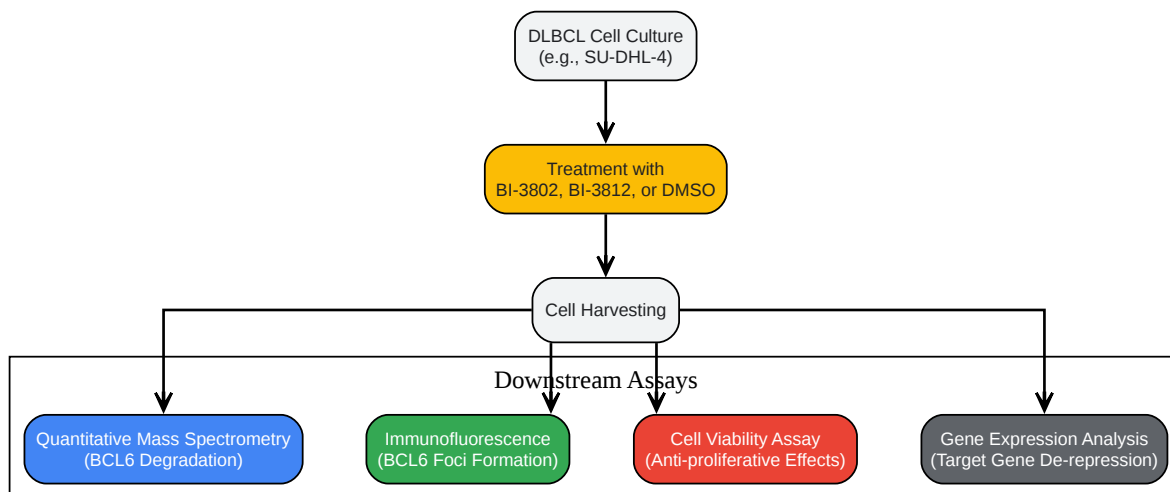 DLBCL Cell Culture
(e.g., SU-DHL-4)
Treatment with
BI-3802, BI-3812, or DMSO
Cell Harvesting
Downstream Assays
Quantitative Mass Spectrometry
(BCL6 Degradation)
Immunofluorescence
(BCL6 Foci Formation)
Cell Viability Assay
(Anti-proliferative Effects)
Gene Expression Analysis
(Target Gene De-repression)